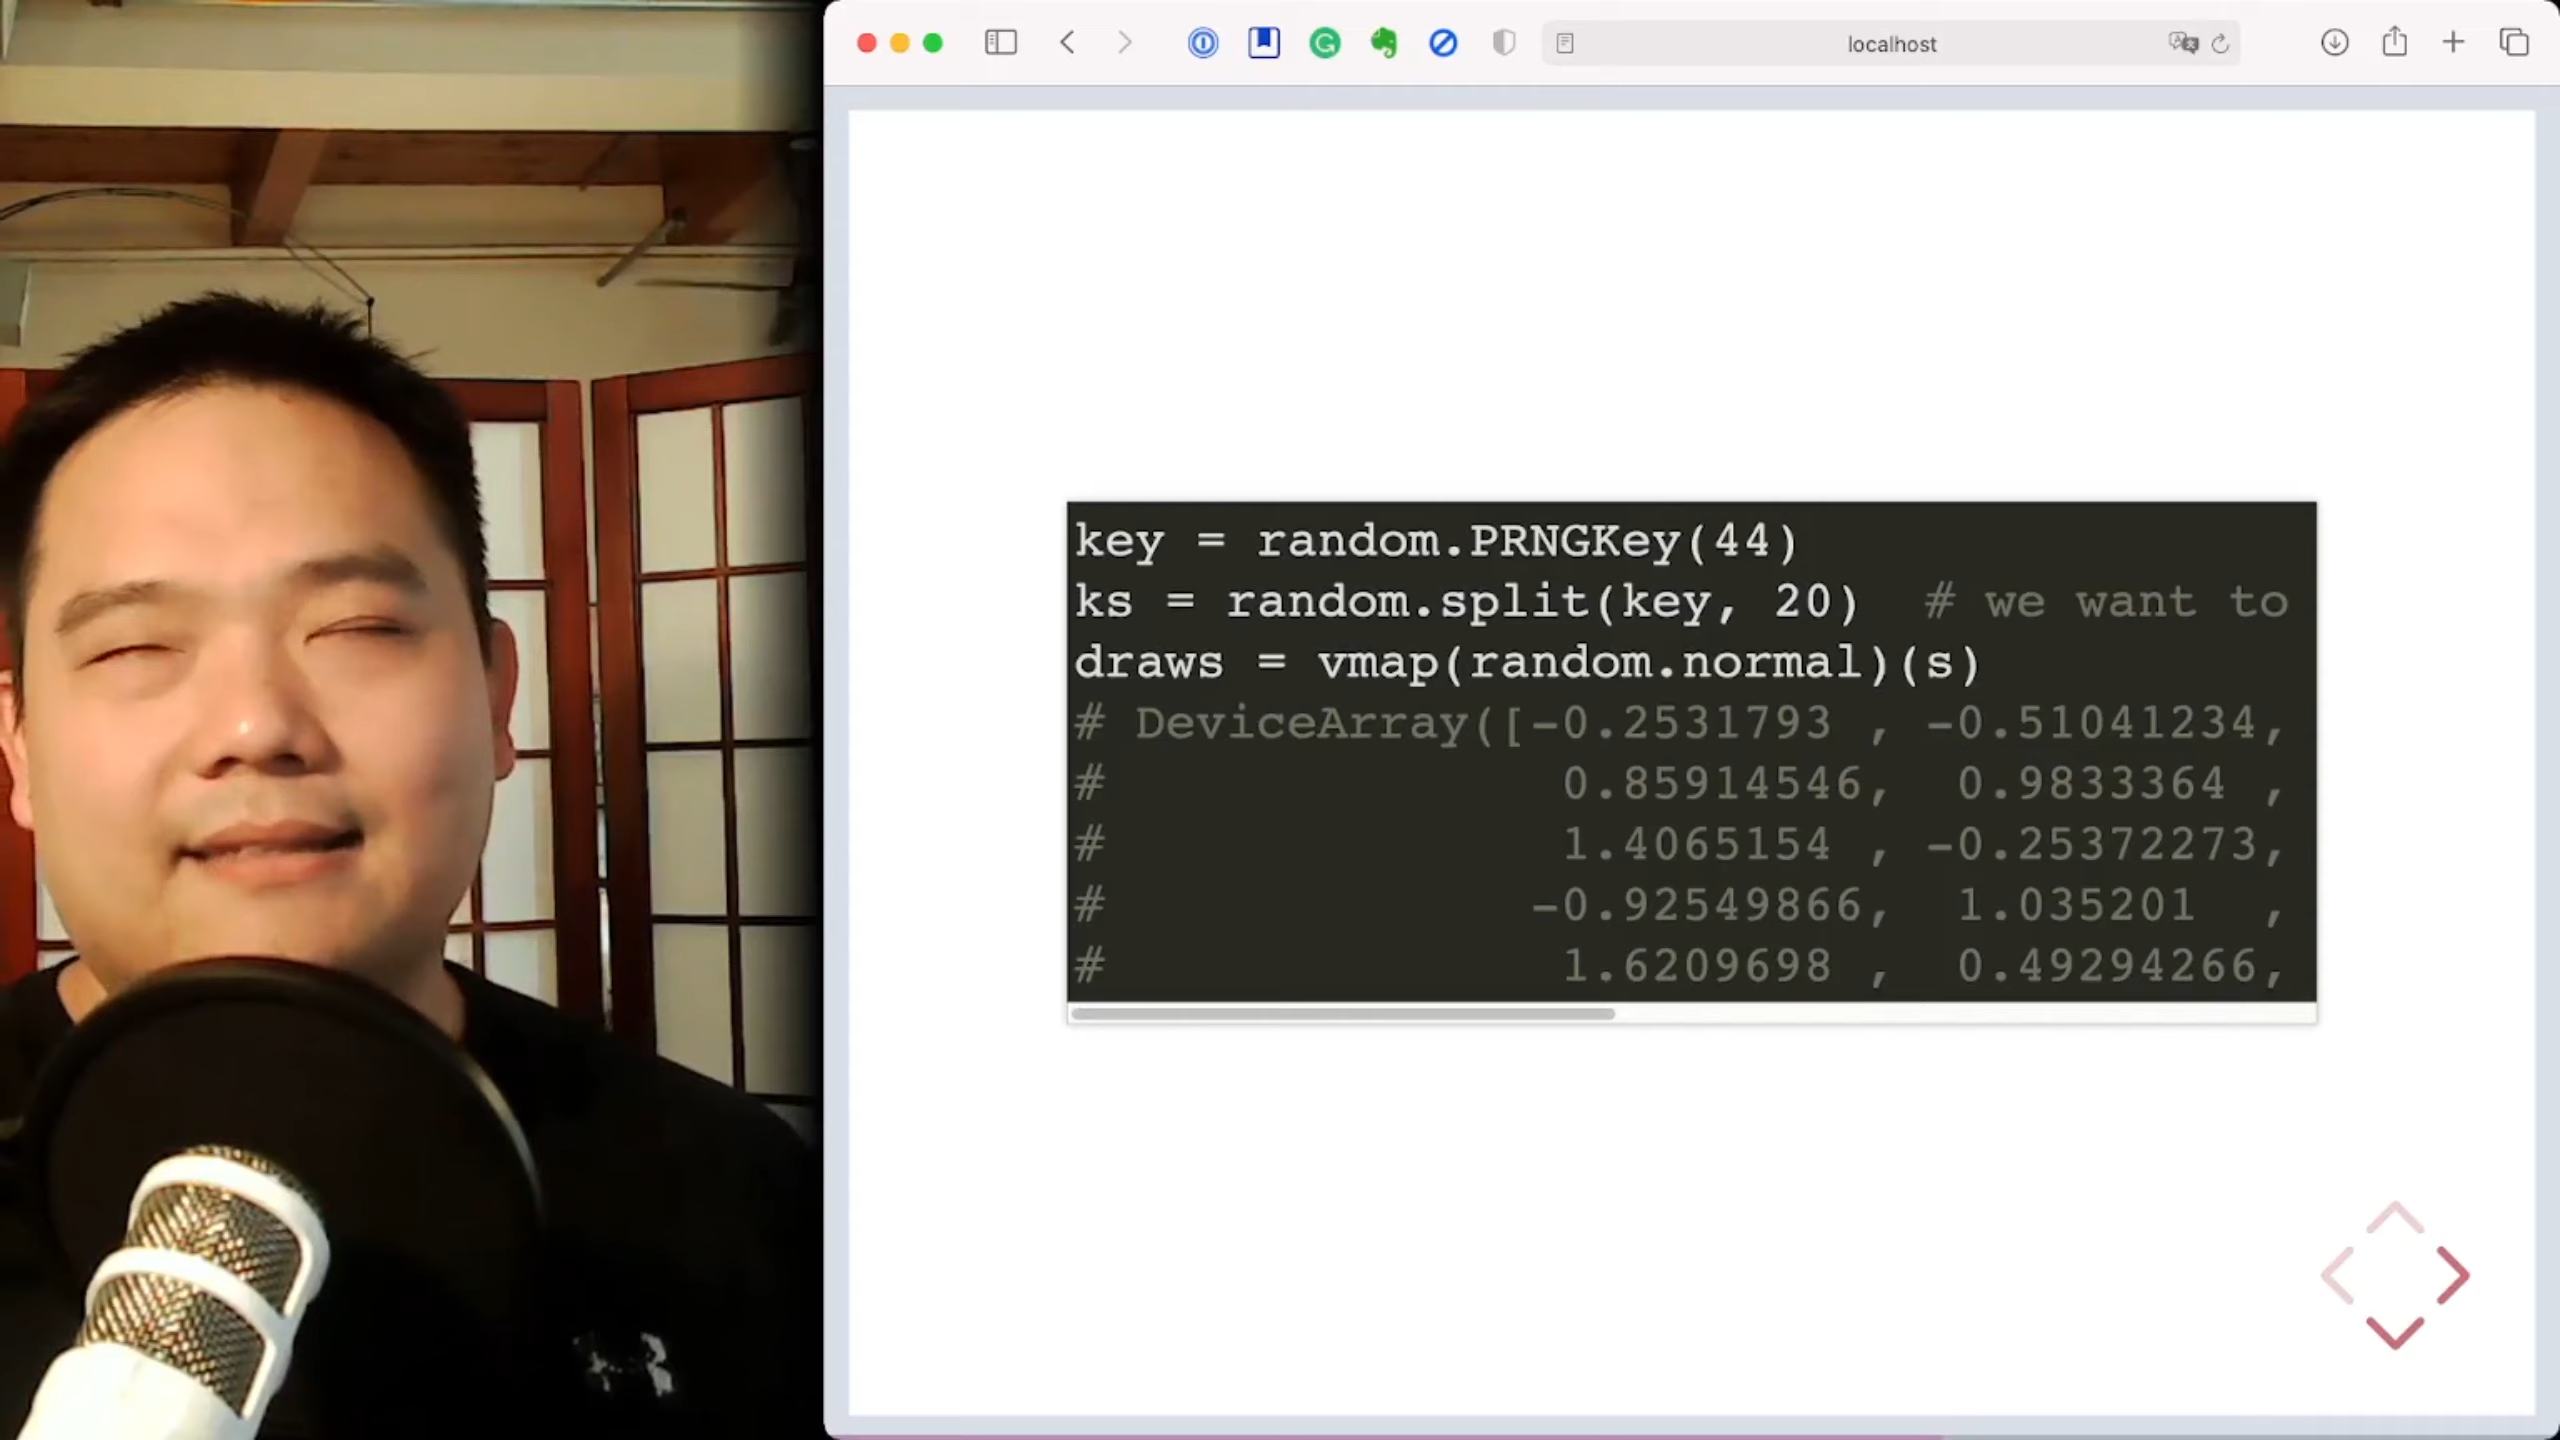 localhost
key = random.PRNGKey(44)
ks = random.split(key, 20)  # we want to
draws = vmap(random.normal)(s)
# DeviceArray([-0.2531793 , -0.51041234,
#               0.85914546,  0.9833364 ,
#               1.4065154 , -0.25372273,
#              -0.92549866,  1.035201  ,
#               1.6209698 ,  0.49294266,